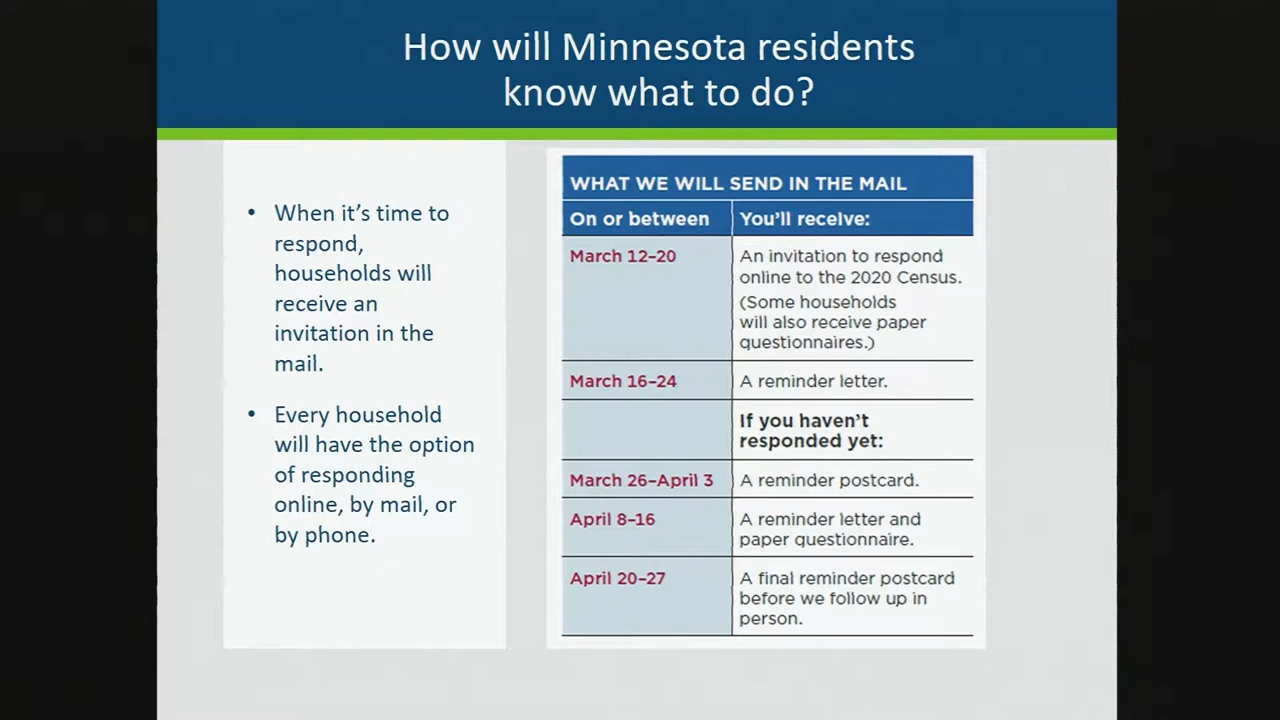 How will Minnesota residents
know what to do?
• When it’s time to
respond,
households will
receive an
invitation in the
mail.
• Every household
will have the option
of responding
online, by mail, or
by phone.
WHAT WE WILL SEND IN THE MAIL
On or between You’ll receive:
March 12–20 An invitation to respond
online to the 2020 Census.
(Some households
will also receive paper
questionnaires.)
March 16–24 A reminder letter.
If you haven’t
responded yet:
March 26–April 3 A reminder postcard.
April 8–16 A reminder letter and
paper questionnaire.
April 20–27 A final reminder postcard
before we follow up in
person.